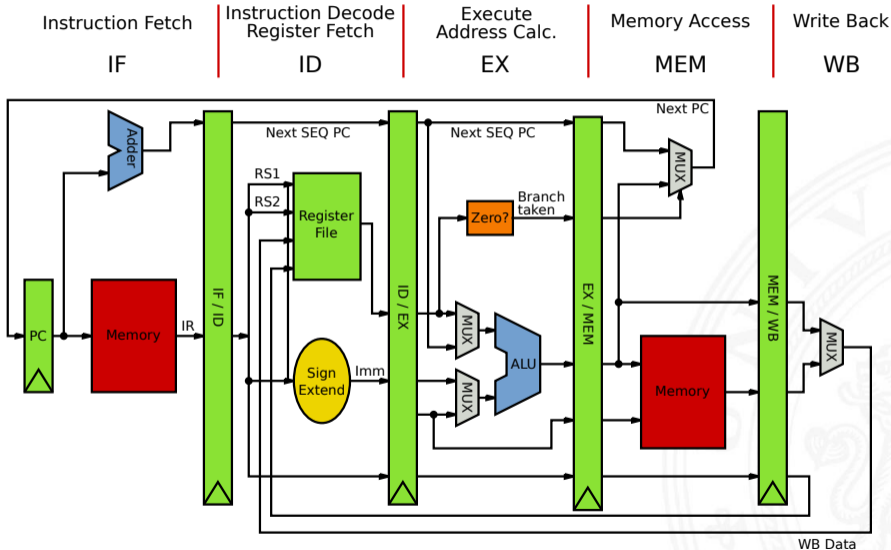 Instruction Fetch
Instruction Decode
Register Fetch
Execute
Address Calc.
Memory Access
Write Back
IF
ID
EX
MEM
WB
Next PC
Adder
Next SEQ PC
Next SEQ PC
MUX
RS1
RS2
Register
File
Branch
taken
Zero?
IF / ID
ID / EX
EX / MEM
MEM / WB
PC
Memory
IR
MUX
MUX
ALU
MUX
Sign
Extend
Imm
Memory
WB Data